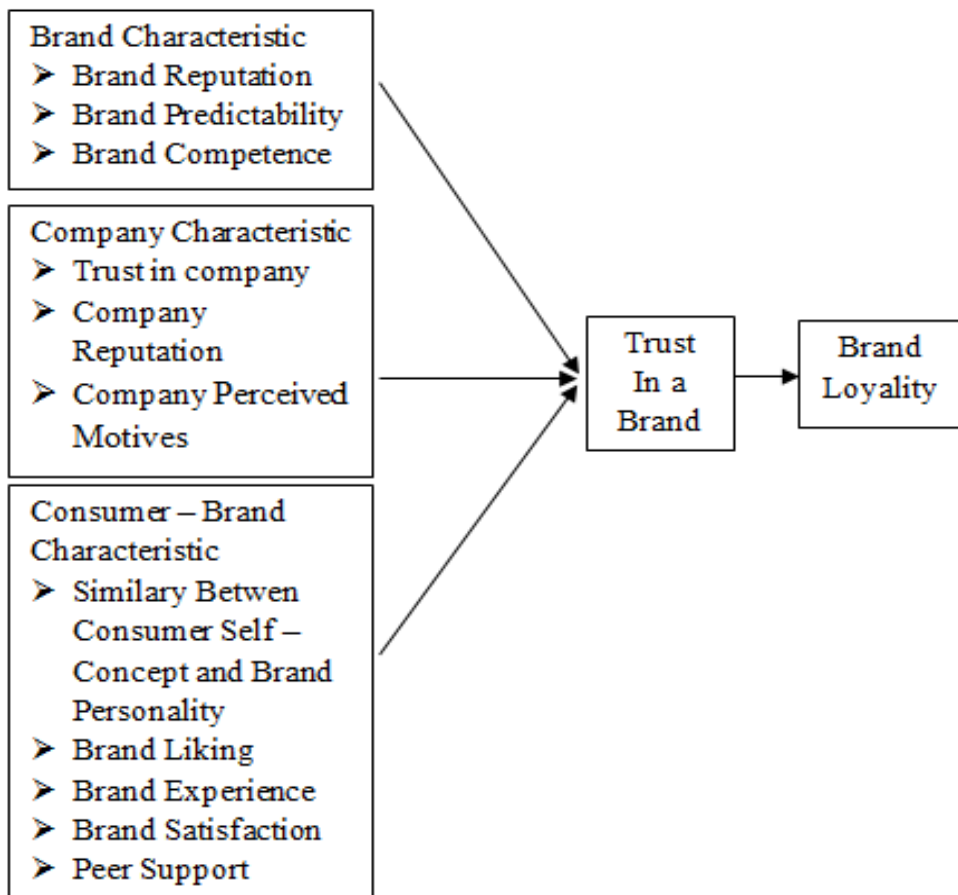 Brand Characteristic
➢ Brand Reputation
➢ Brand Predictability
➢ Brand Competence
Company Characteristic
➢ Trust in company
➢ Company
Reputation
➢ Company Perceived
Motives
Consumer – Brand
Characteristic
➢ Similary Betwen
Consumer Self –
Concept and Brand
Personality
➢ Brand Liking
➢ Brand Experience
➢ Brand Satisfaction
➢ Peer Support
Trust
In a
Brand
Brand
Loyality